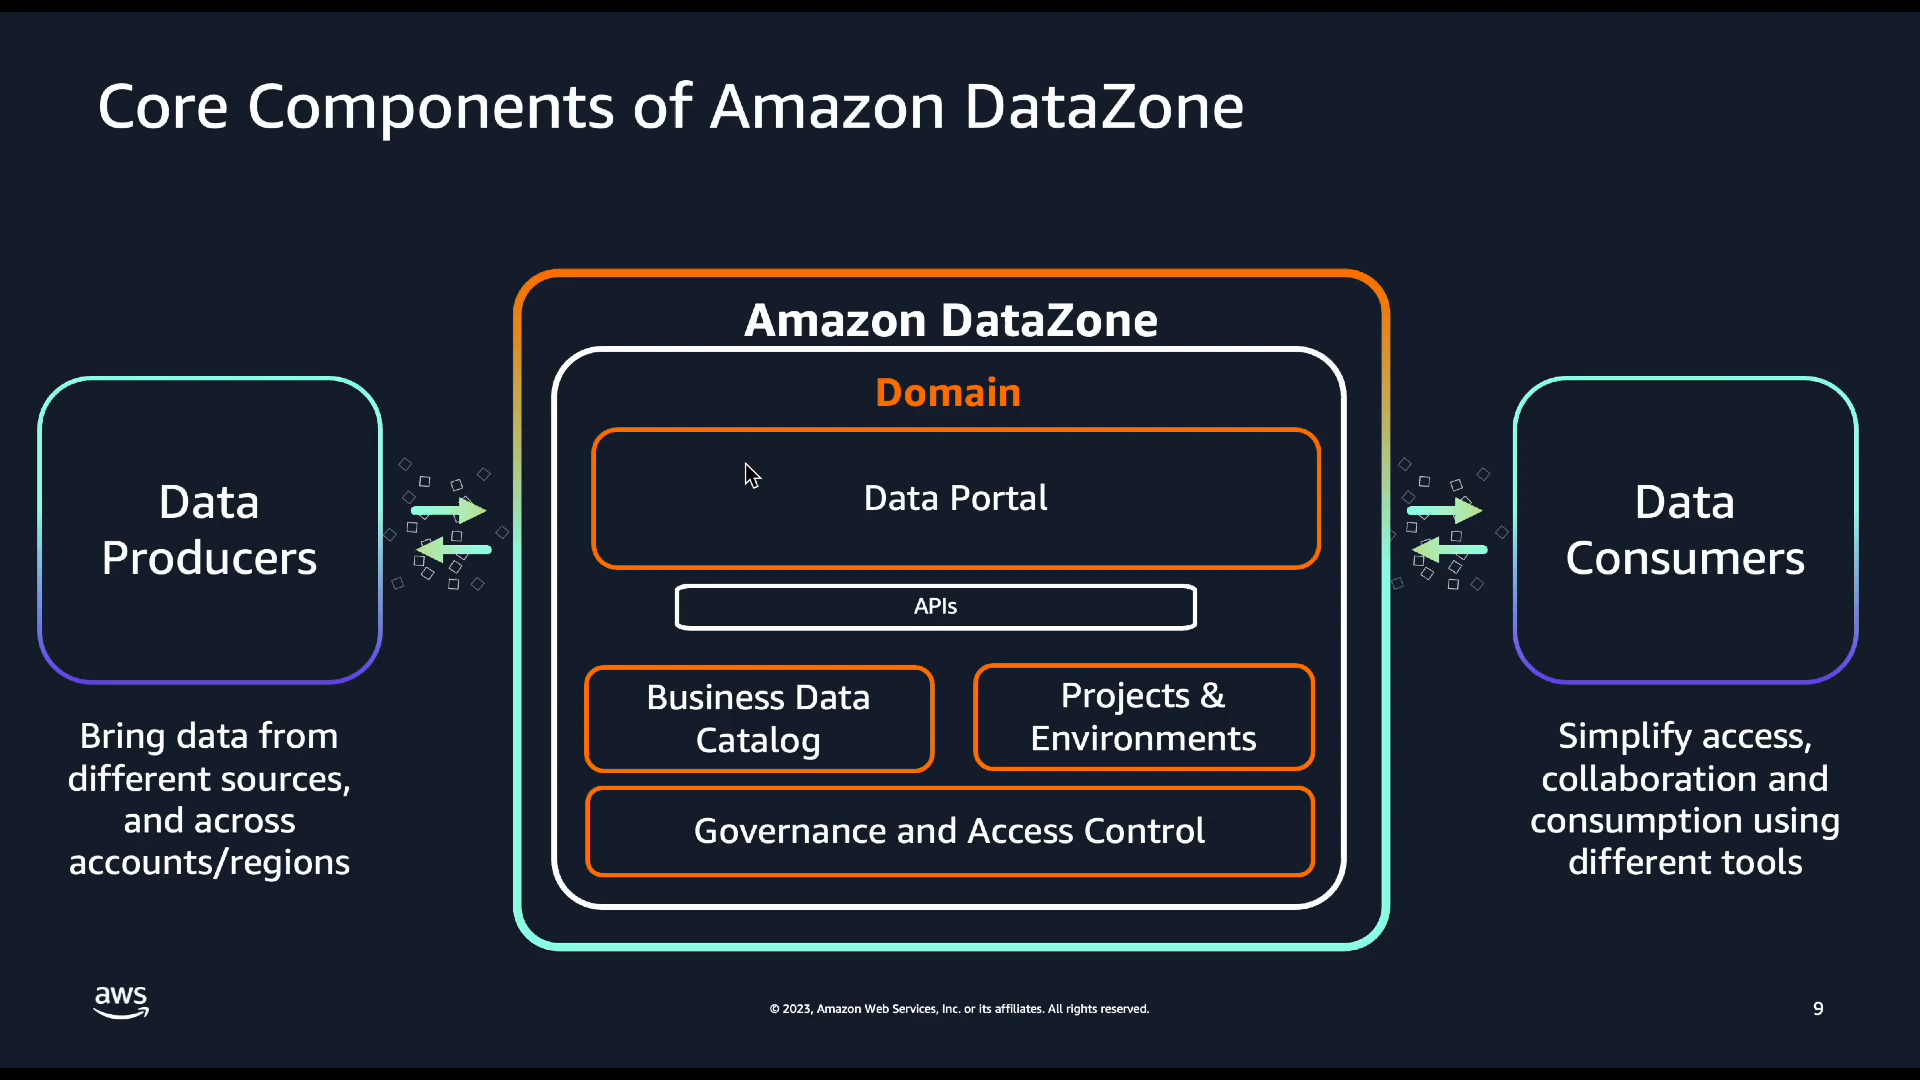 Core Components of Amazon DataZone
Amazon DataZone
Domain
Data Portal
APIs
Business Data
Catalog
Projects &
Environments
Governance and Access Control
Data
Producers
Bring data from
different sources,
and across
accounts/regions
Data
Consumers
Simplify access,
collaboration and
consumption using
different tools
aws
© 2023, Amazon Web Services, Inc. or its affiliates. All rights reserved.
9